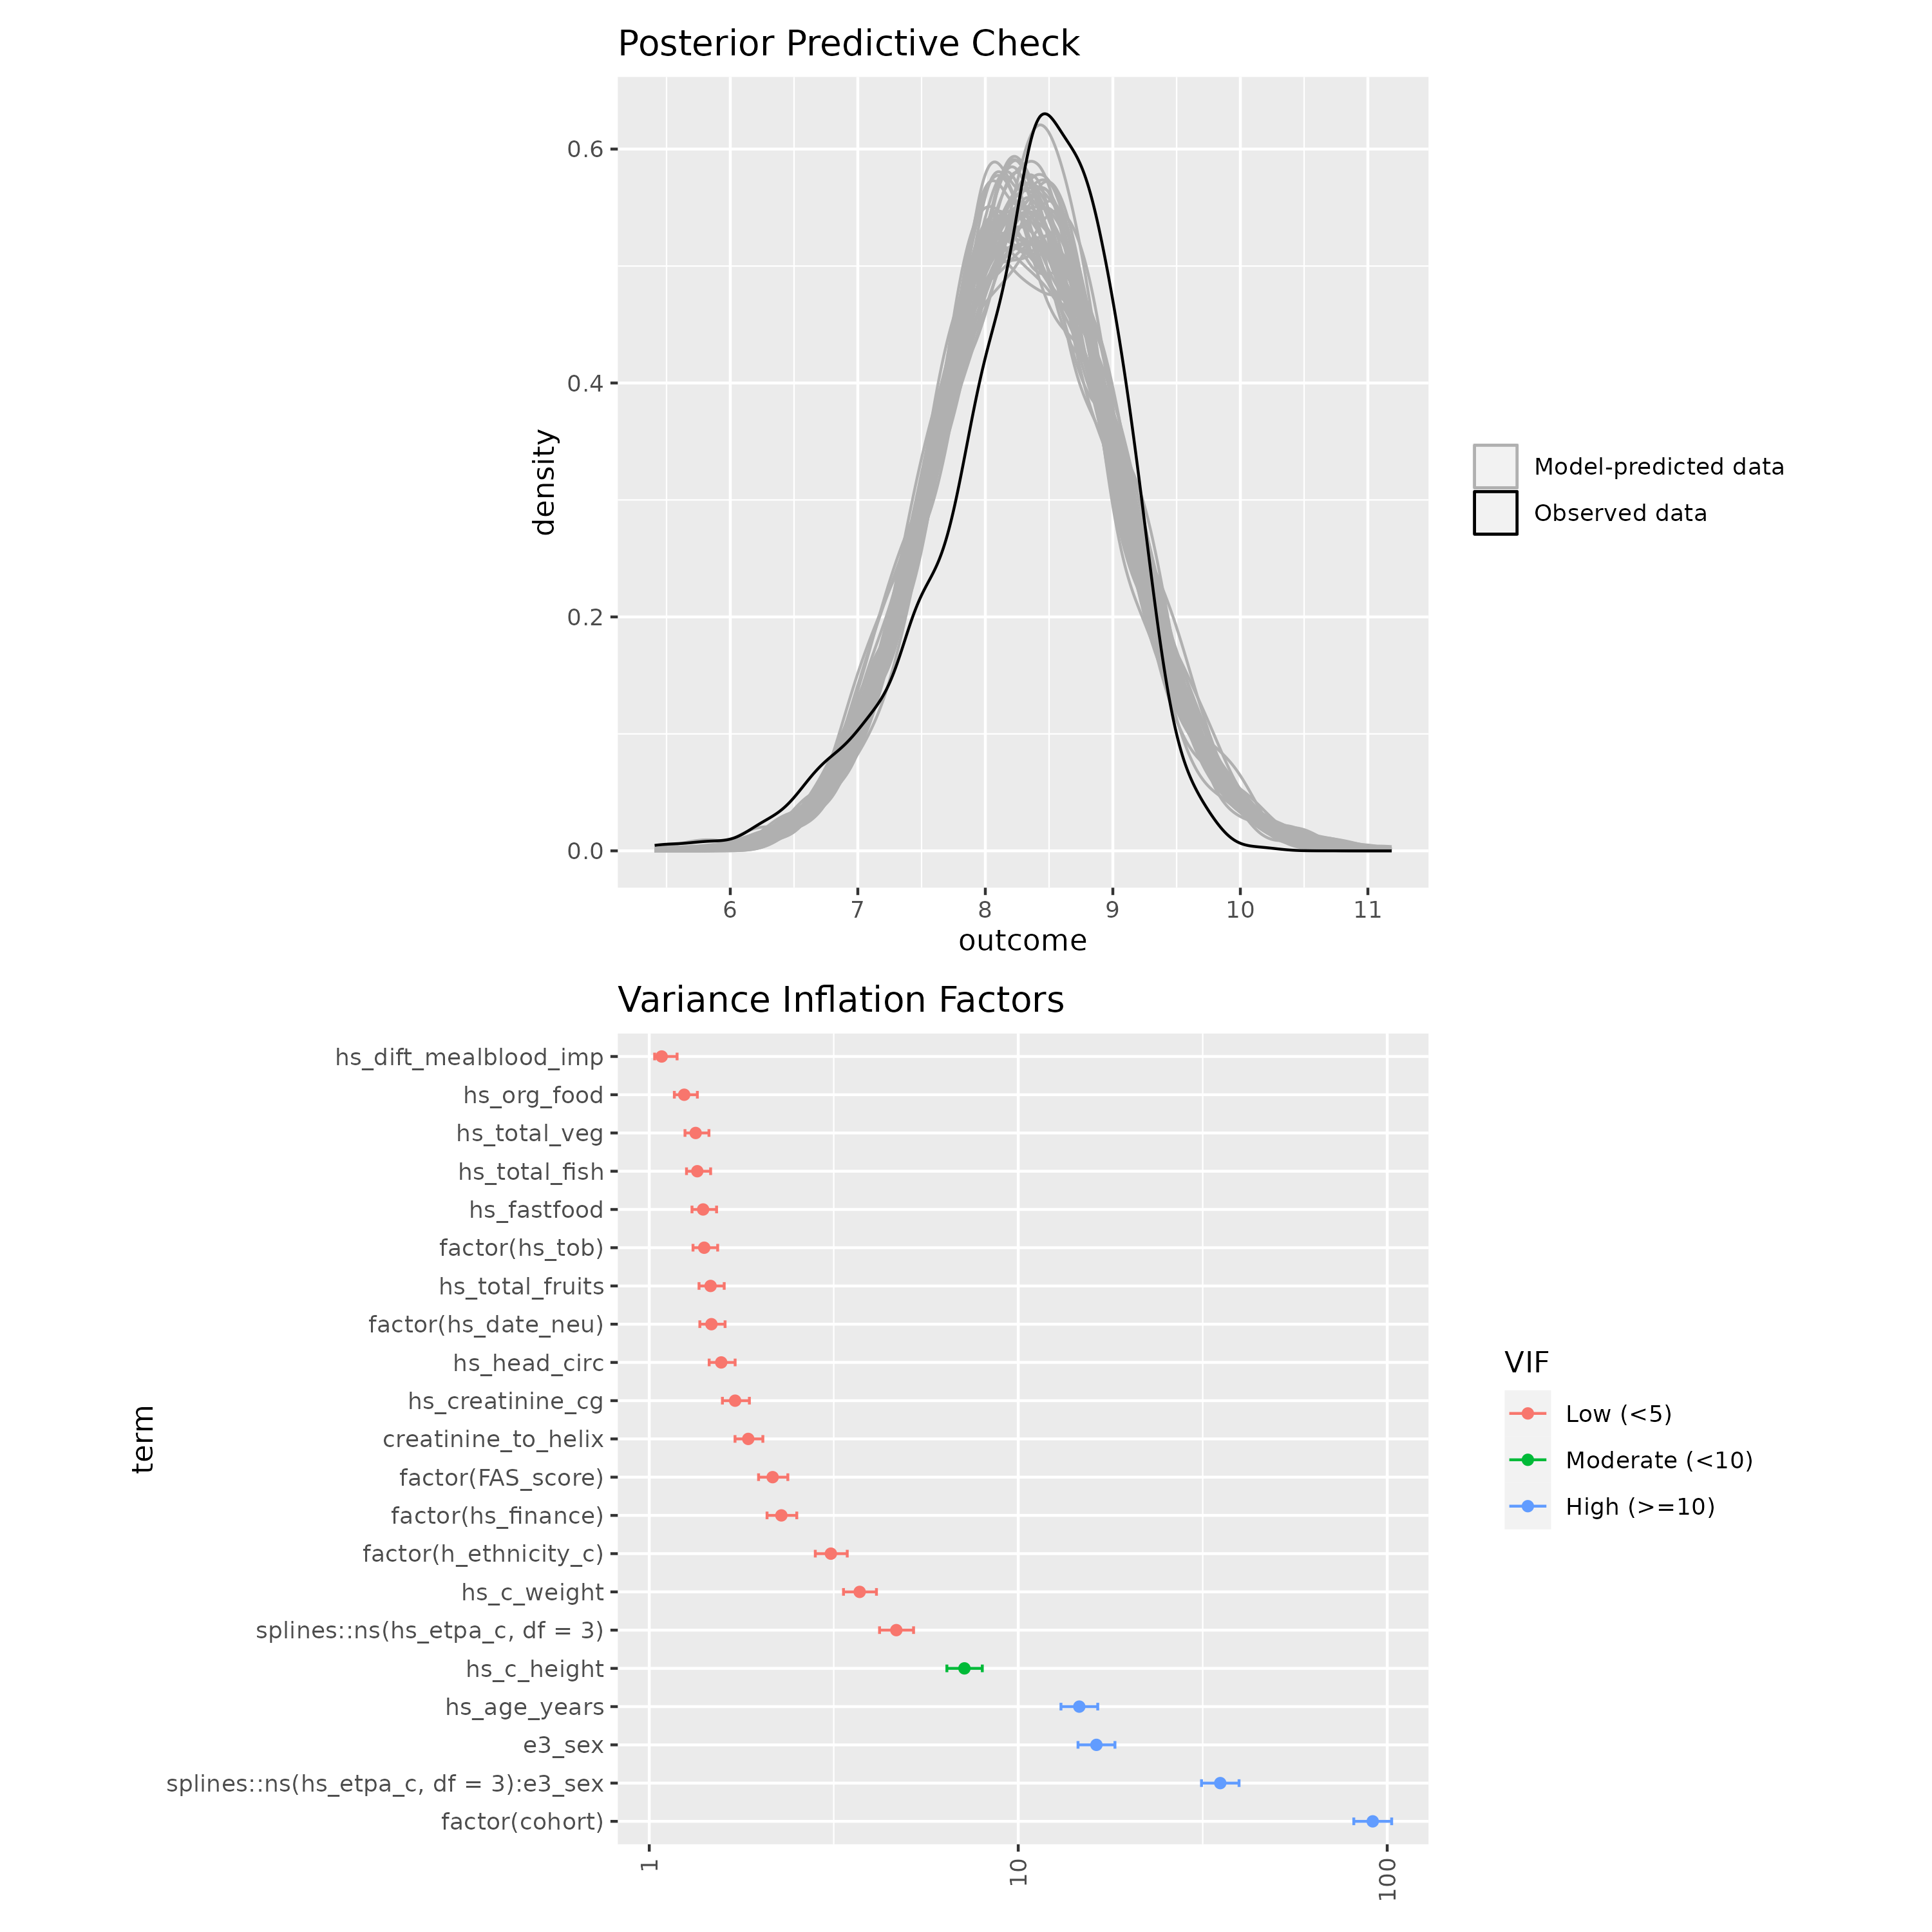 Posterior Predictive Check
0.6
0.4
0.2
0.0
density
6 7 8 9 10 11
outcome
Model-predicted data
Observed data
Variance Inflation Factors
hs_dift_mealblood_imp
hs_org_food
hs_total_veg
hs_total_fish
hs_fastfood
factor(hs_tob)
hs_total_fruits
factor(hs_date_neu)
hs_head_circ
hs_creatinine_cg
creatinine_to_helix
factor(FAS_score)
factor(hs_finance)
factor(h_ethnicity_c)
hs_c_weight
splines::ns(hs_etpa_c, df = 3)
hs_c_height
hs_age_years
e3_sex
splines::ns(hs_etpa_c, df = 3):e3_sex
factor(cohort)
term
1 10 100
VIF
Low (<5)
Moderate (<10)
High (>=10)